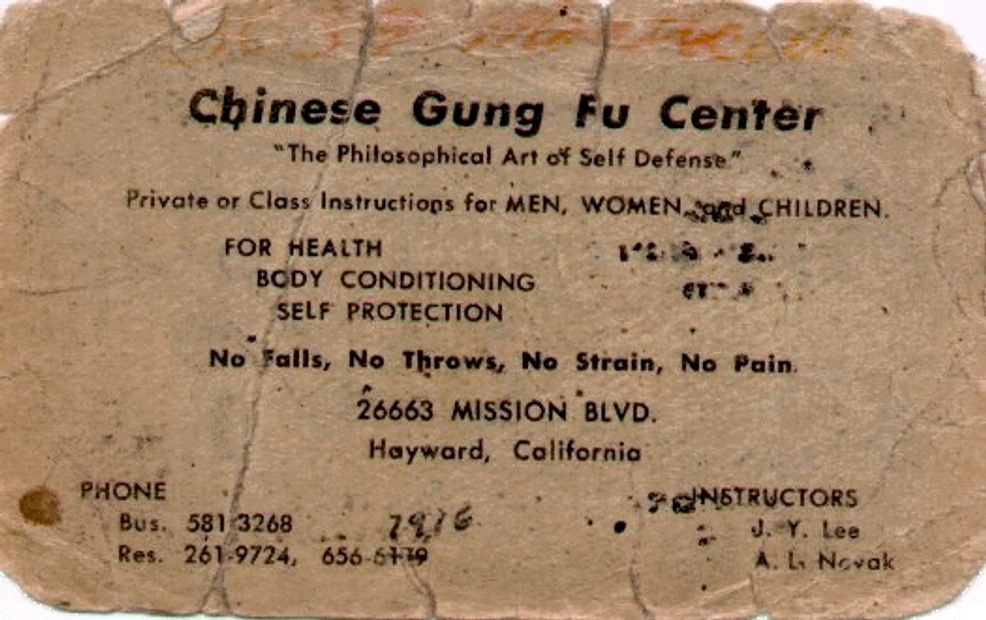 Chinese Gung Fu Center
"The Philosophical Art of Self Defense"
Private or Class Instructions for MEN, WOMEN, and CHILDREN.
FOR HEALTH
BODY CONDITIONING
SELF PROTECTION
No Falls, No Throws, No Strain, No Pain.
26663 MISSION BLVD.
Hayward, California
PHONE
Bus. 581-3268
7976
Res. 261-9724, 656-6119
INSTRUCTORS
J. Y. Lee
A. L. Novak